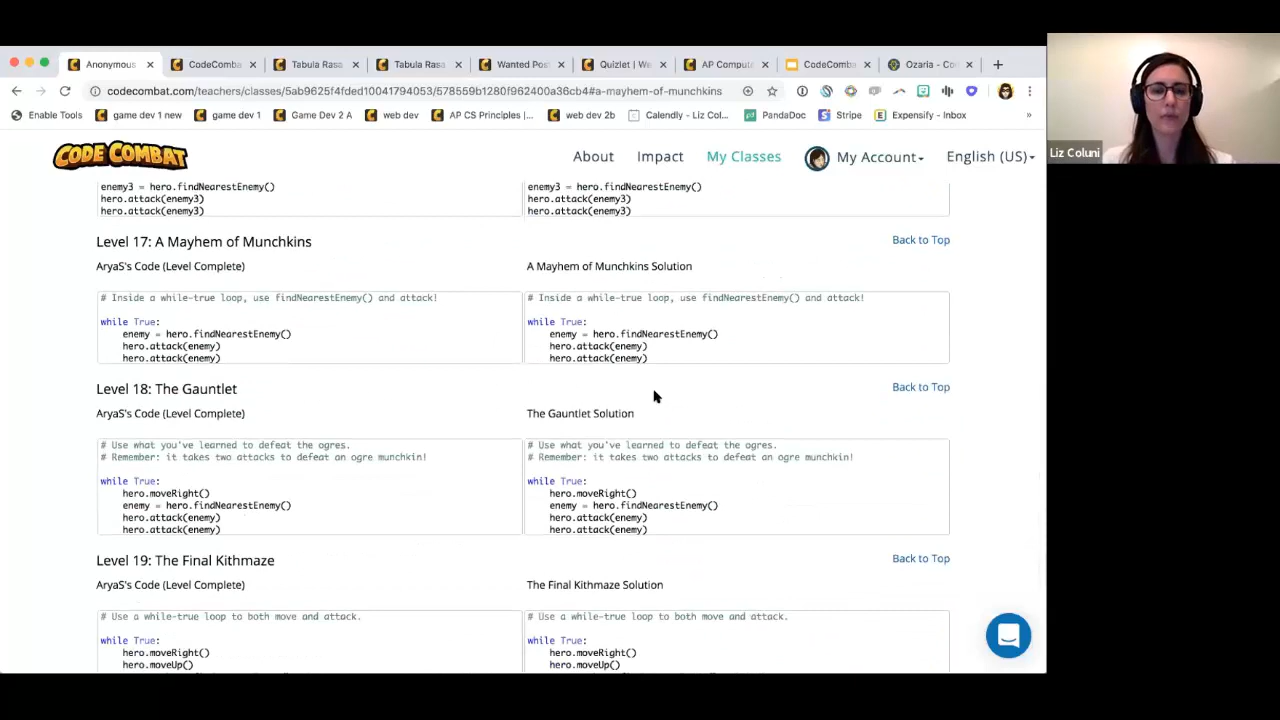 Anonymous
CodeComba
Tabula Rasa
Tabula Rasa
Wanted Pos
Quizlet | We
AP Compute
CodeComba
Ozaria - Co
codecombat.com/teachers/classes/5ab9625f4fded10041794053/578559b1280f962400a36cb4#a-mayhem-of-munchkins
Enable Tools
game dev 1 new
game dev 1
Game Dev 2 A
web dev
AP CS Principles |...
web dev 2b
Calendly - Liz Col...
PandaDoc
Stripe
Expensify - Inbox
»
CODE COMBAT
About
Impact
My Classes
My Account
English (US)
Liz Coluni
enemy3 = hero.findNearestEnemy()
hero.attack(enemy3)
hero.attack(enemy3)
enemy3 = hero.findNearestEnemy()
hero.attack(enemy3)
hero.attack(enemy3)
Level 17: A Mayhem of Munchkins
Back to Top
AryaS's Code (Level Complete)
A Mayhem of Munchkins Solution
# Inside a while-true loop, use findNearestEnemy() and attack!
while True:
enemy = hero.findNearestEnemy()
hero.attack(enemy)
hero.attack(enemy)
# Inside a while-true loop, use findNearestEnemy() and attack!
while True:
enemy = hero.findNearestEnemy()
hero.attack(enemy)
hero.attack(enemy)
Level 18: The Gauntlet
Back to Top
AryaS's Code (Level Complete)
The Gauntlet Solution
# Use what you've learned to defeat the ogres.
# Remember: it takes two attacks to defeat an ogre munchkin!
while True:
hero.moveRight()
enemy = hero.findNearestEnemy()
hero.attack(enemy)
hero.attack(enemy)
# Use what you've learned to defeat the ogres.
# Remember: it takes two attacks to defeat an ogre munchkin!
while True:
hero.moveRight()
enemy = hero.findNearestEnemy()
hero.attack(enemy)
hero.attack(enemy)
Level 19: The Final Kithmaze
Back to Top
AryaS's Code (Level Complete)
The Final Kithmaze Solution
# Use a while-true loop to both move and attack.
while True:
hero.moveRight()
hero.moveUp()
# Use a while-true loop to both move and attack.
while True:
hero.moveRight()
hero.moveUp()